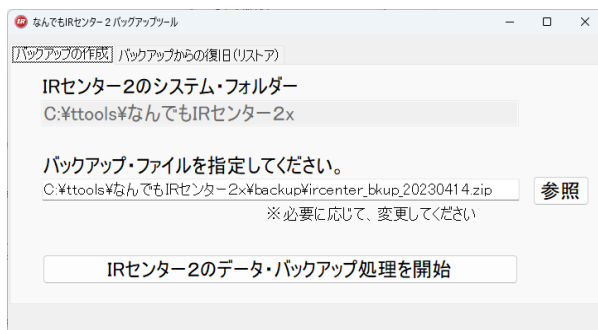 IR なんでもIRセンター2 バッグアップツール
バックアップの作成 バックアップからの復旧(リストア)
IRセンター2のシステム・フォルダー
C:¥ttools¥なんでもIRセンター2x
バックアップ・ファイルを指定してください。
C:¥ttools¥なんでもIRセンター2x¥backup¥ircenter_bkup_20230414.zip 参照
※必要に応じて、変更してください
IRセンター2のデータ・バックアップ処理を開始